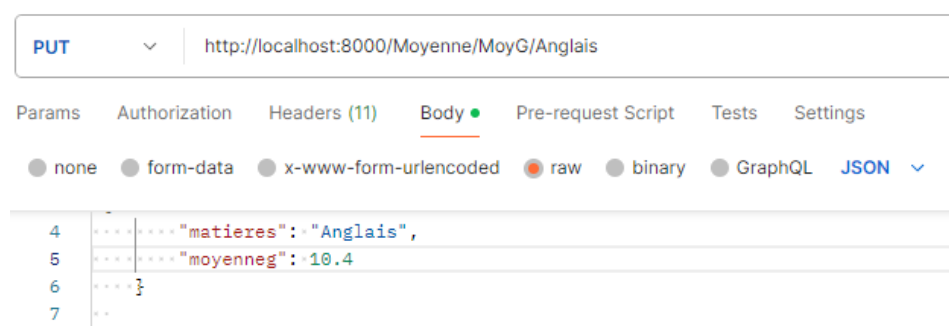 PUT http://localhost:8000/Moyenne/MoyG/Anglais
Params Authorization Headers (11) Body Pre-request Script Tests Settings
none form-data x-www-form-urlencoded raw binary GraphQL JSON
4 "matieres": "Anglais",
5 "moyenneg": 10.4
6 }
7